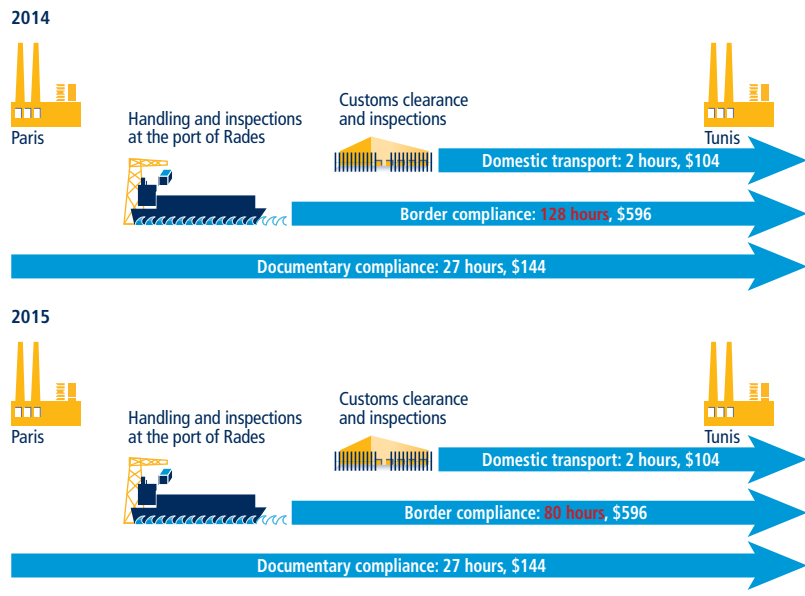 2014
Paris
Handling and inspections
at the port of Rades
Customs clearance
and inspections
Tunis
Domestic transport: 2 hours, $104
Border compliance: 128 hours, $596
Documentary compliance: 27 hours, $144
2015
Paris
Handling and inspections
at the port of Rades
Customs clearance
and inspections
Tunis
Domestic transport: 2 hours, $104
Border compliance: 80 hours, $596
Documentary compliance: 27 hours, $144